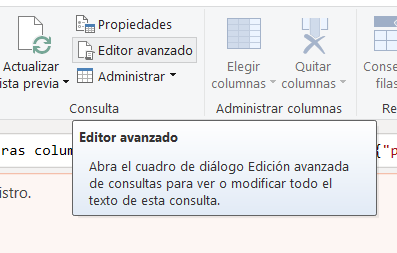 Propiedades
Editor avanzado
Administrar
Actualizar
ista previa
Elegir
columnas
Quitar
columnas
Conse
filas
Consulta
Administrar columnas
Re
ras colum
{"p
Editor avanzado
Abra el cuadro de diálogo Edición avanzada
de consultas para ver o modificar todo el
texto de esta consulta.
istro.